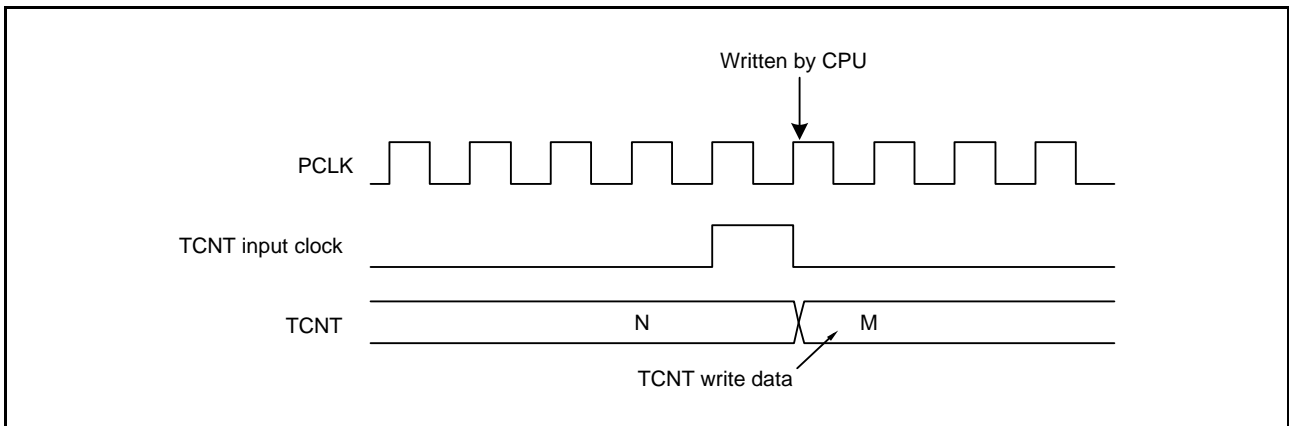 Written by CPU
PCLK
TCNT input clock
TCNT
N
M
TCNT write data